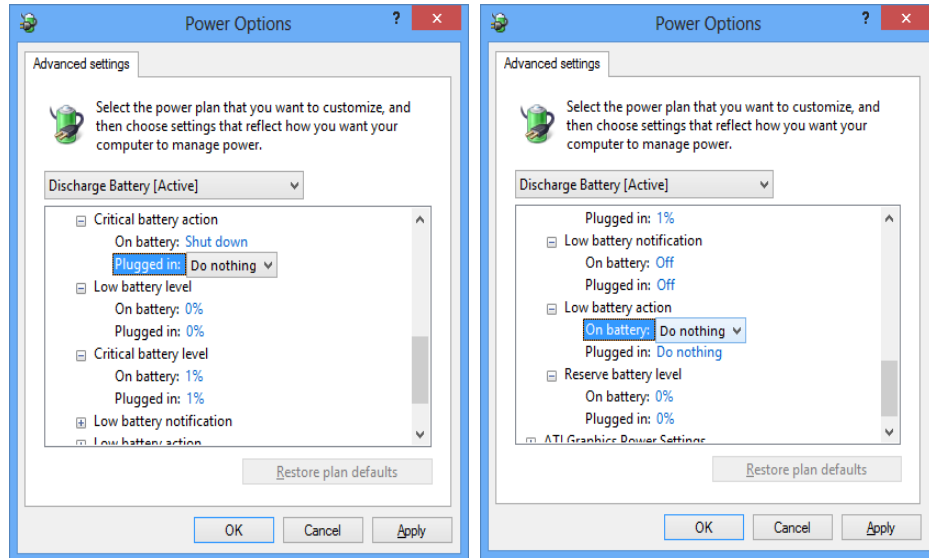 Power Options
? x
Advanced settings
Select the power plan that you want to customize, and
then choose settings that reflect how you want your
computer to manage power.
Discharge Battery [Active]
Critical battery action
On battery: Shut down
Plugged in: Do nothing
Low battery level
On battery: 0%
Plugged in: 0%
Critical battery level
On battery: 1%
Plugged in: 1%
Low battery notification
Low battery action
Restore plan defaults
OK Cancel Apply
Power Options
? x
Advanced settings
Select the power plan that you want to customize, and
then choose settings that reflect how you want your
computer to manage power.
Discharge Battery [Active]
Plugged in: 1%
Low battery notification
On battery: Off
Plugged in: Off
Low battery action
On battery: Do nothing
Plugged in: Do nothing
Reserve battery level
On battery: 0%
Plugged in: 0%
ATI Graphics Power Settings
Restore plan defaults
OK Cancel Apply